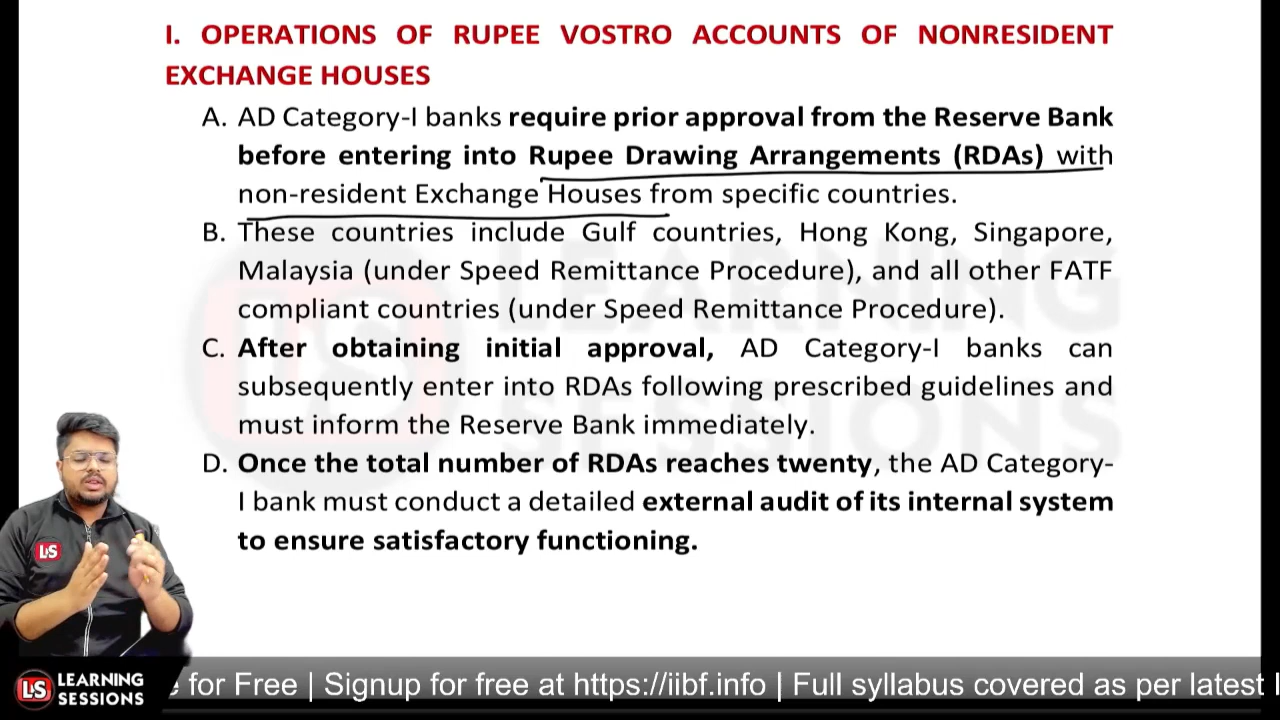 I. OPERATIONS OF RUPEE VOSTRO ACCOUNTS OF NONRESIDENT
EXCHANGE HOUSES
A. AD Category-I banks require prior approval from the Reserve Bank
before entering into Rupee Drawing Arrangements (RDAs) with
non-resident Exchange Houses from specific countries.
B. These countries include Gulf countries, Hong Kong, Singapore,
Malaysia (under Speed Remittance Procedure), and all other FATF
compliant countries (under Speed Remittance Procedure).
C. After obtaining initial approval, AD Category-I banks can
subsequently enter into RDAs following prescribed guidelines and
must inform the Reserve Bank immediately.
D. Once the total number of RDAs reaches twenty, the AD Category-
I bank must conduct a detailed external audit of its internal system
to ensure satisfactory functioning.
LEARNING
SESSIONS
LS
LS
LEARNING
SESSIONS
for Free | Signup for free at https://iibf.info | Full syllabus covered as per latest